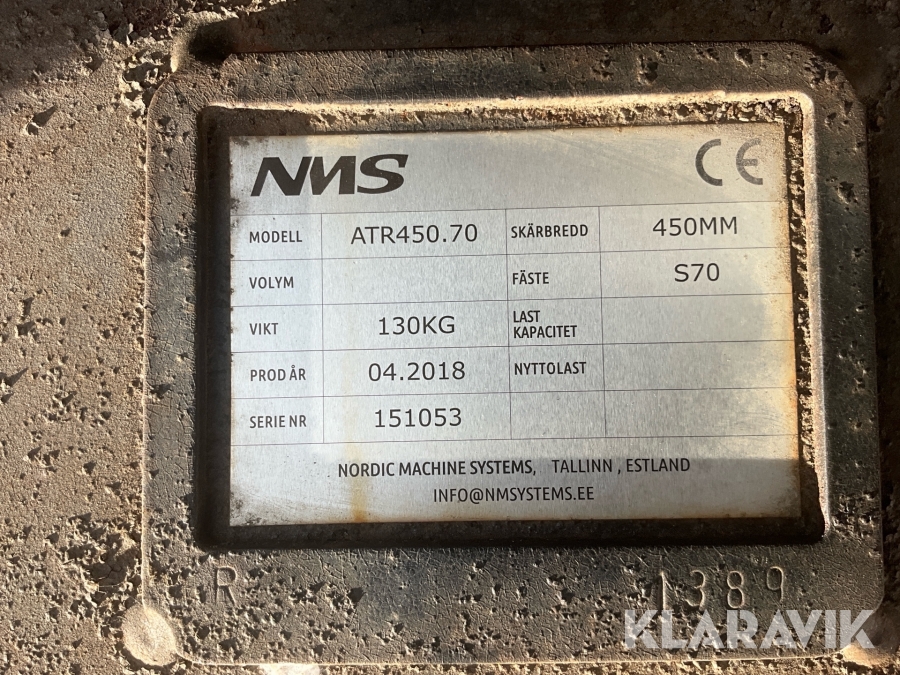 NMS CE
MODELL ATR450.70 SKÄRBREDD 450MM
VOLYM FÄSTE S70
VIKT 130KG LAST KAPACITET
PROD ÅR 04.2018 NYTTOLAST
SERIE NR 151053
NORDIC MACHINE SYSTEMS, TALLINN , ESTLAND
INFO@NMSYSTEMS.EE
R 1389
KLARAVIK